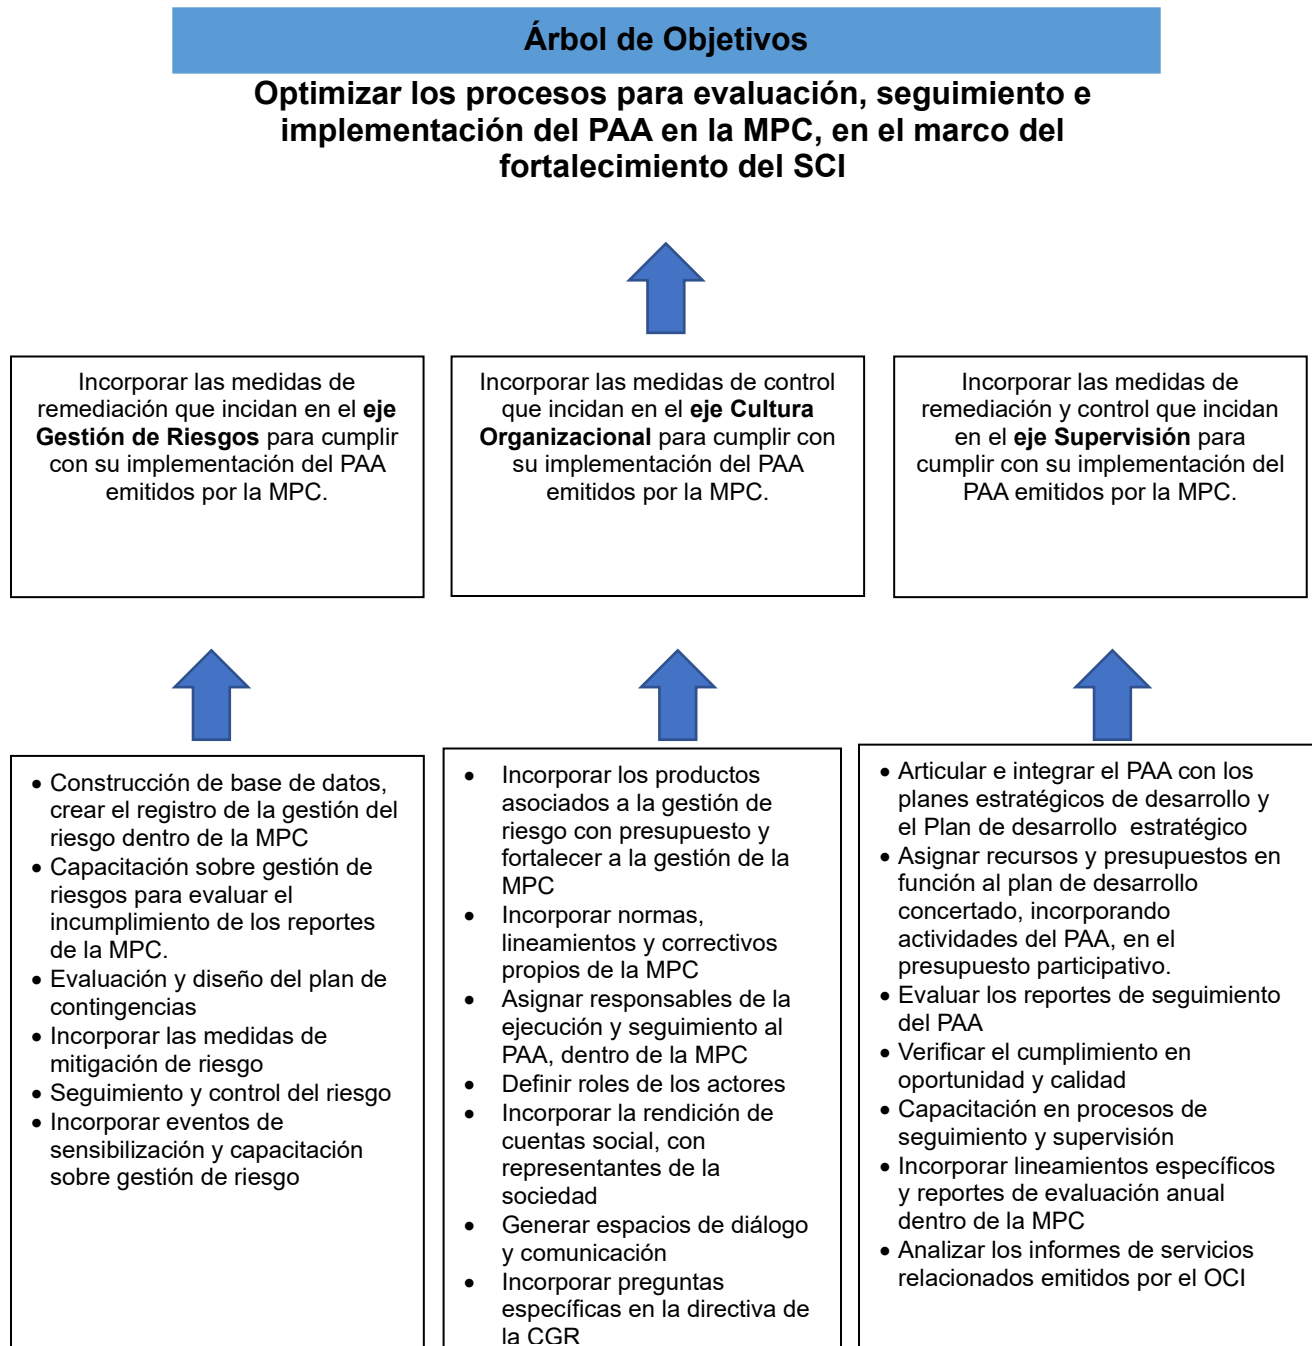 Árbol de Objetivos
Optimizar los procesos para evaluación, seguimiento e
implementación del PAA en la MPC, en el marco del
fortalecimiento del SCI
Incorporar las medidas de
remediación que incidan en el eje
Gestión de Riesgos para cumplir
con su implementación del PAA
emitidos por la MPC.
Incorporar las medidas de control
que incidan en el eje Cultura
Organizacional para cumplir con
su implementación del PAA
emitidos por la MPC.
Incorporar las medidas de
remediación y control que incidan
en el eje Supervisión para
cumplir con su implementación del
PAA emitidos por la MPC.
• Construcción de base de datos,
crear el registro de la gestión del
riesgo dentro de la MPC
• Capacitación sobre gestión de
riesgos para evaluar el
incumplimiento de los reportes
de la MPC.
• Evaluación y diseño del plan de
contingencias
• Incorporar las medidas de
mitigación de riesgo
• Seguimiento y control del riesgo
• Incorporar eventos de
sensibilización y capacitación
sobre gestión de riesgo
• Incorporar los productos
asociados a la gestión de
riesgo con presupuesto y
fortalecer a la gestión de la
MPC
• Incorporar normas,
lineamientos y correctivos
propios de la MPC
• Asignar responsables de la
ejecución y seguimiento al
PAA, dentro de la MPC
• Definir roles de los actores
• Incorporar la rendición de
cuentas social, con
representantes de la
sociedad
• Generar espacios de diálogo
y comunicación
• Incorporar preguntas
específicas en la directiva de
la CGR
• Articular e integrar el PAA con los
planes estratégicos de desarrollo y
el Plan de desarrollo  estratégico
• Asignar recursos y presupuestos en
función al plan de desarrollo
concertado, incorporando
actividades del PAA, en el
presupuesto participativo.
• Evaluar los reportes de seguimiento
del PAA
• Verificar el cumplimiento en
oportunidad y calidad
• Capacitación en procesos de
seguimiento y supervisión
• Incorporar lineamientos específicos
y reportes de evaluación anual
dentro de la MPC
• Analizar los informes de servicios
relacionados emitidos por el OCI